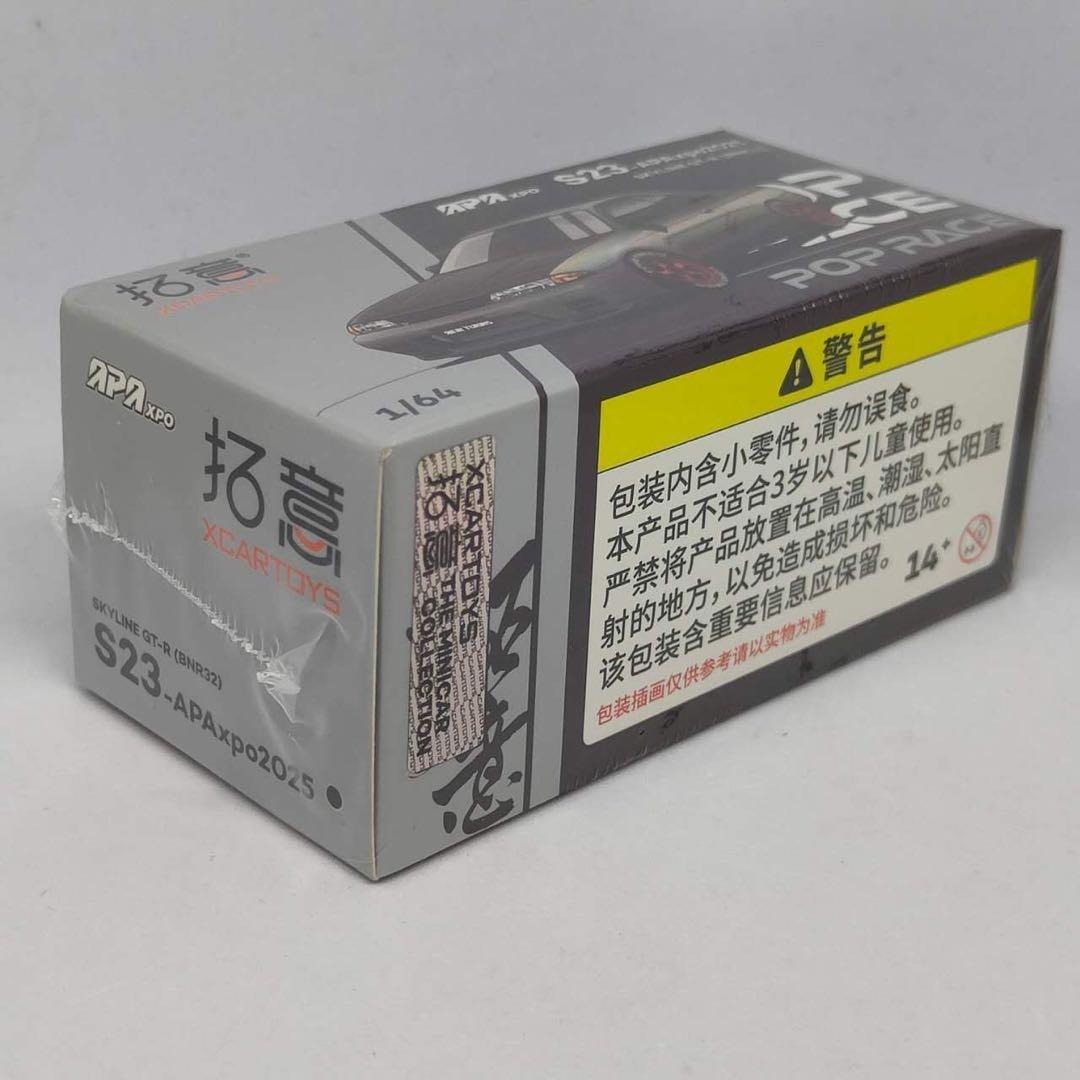 APAXPO
S23-APAxpo2025
POP RACE
拓意
XCARTOYS
1/64
APAXPO
拓意
XCARTOYS
SKYLINE GT-R (BNR32)
S23-APAxpo2025
XCARTOYS
拓意 THE MINICAR
COLLECTION
警告
包装内含小零件，请勿误食。
本产品不适合3岁以下儿童使用。
严禁将产品放置在高温、潮湿、太阳直
射的地方，以免造成损坏和危险。
该包装含重要信息应保留。
14+
包装插画仅供参考请以实物为准